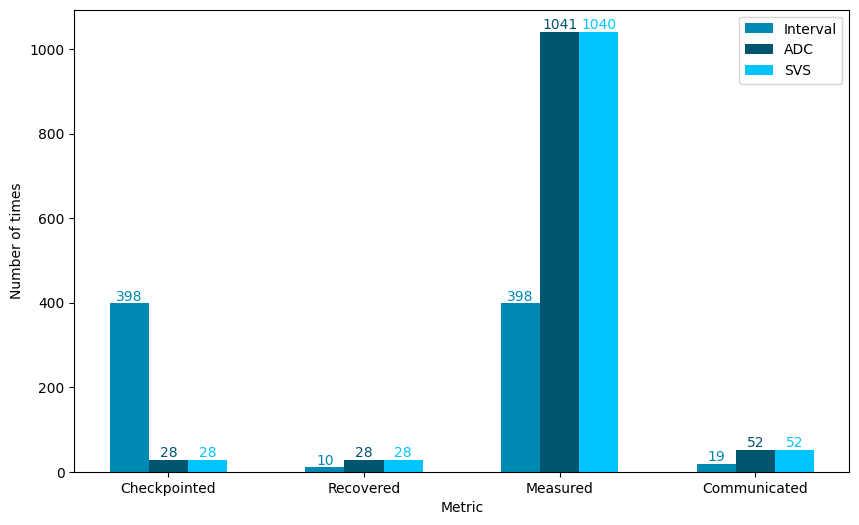 Interval
ADC
SVS
Number of times
1000
800
600
400
200
0
398
28
28
10
28
28
398
1041
1040
19
52
52
Checkpointed
Recovered
Measured
Communicated
Metric